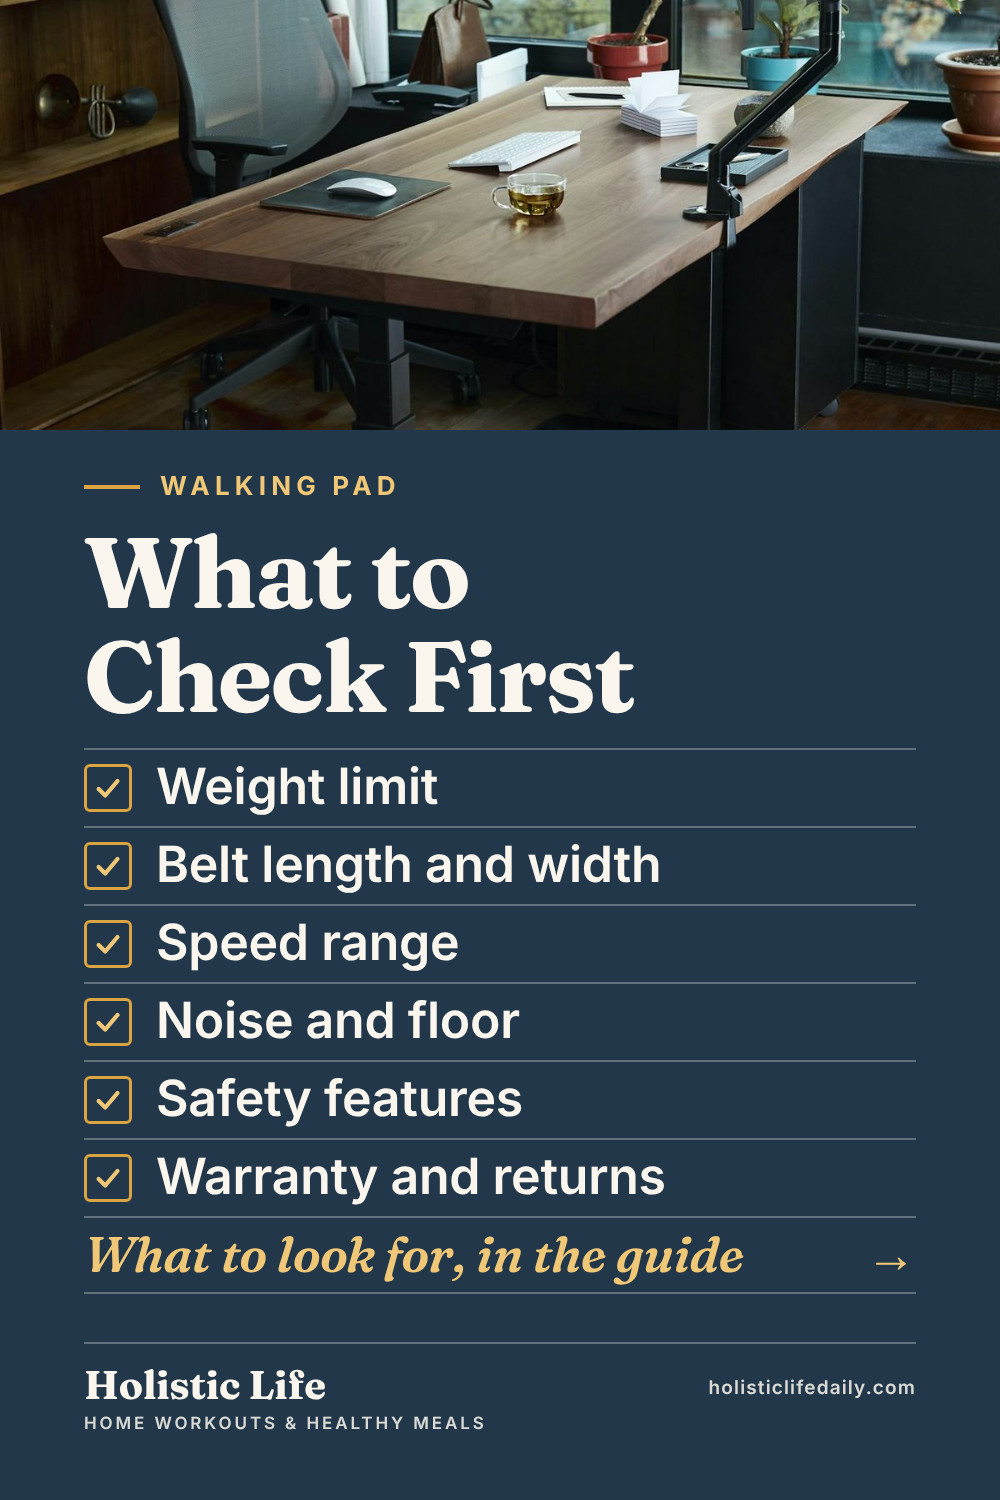 WALKING PAD
What to
Check First
Weight limit
Belt length and width
Speed range
Noise and floor
Safety features
Warranty and returns
What to look for, in the guide →
Holistic Life
holisticlifedaily.com
HOME WORKOUTS & HEALTHY MEALS